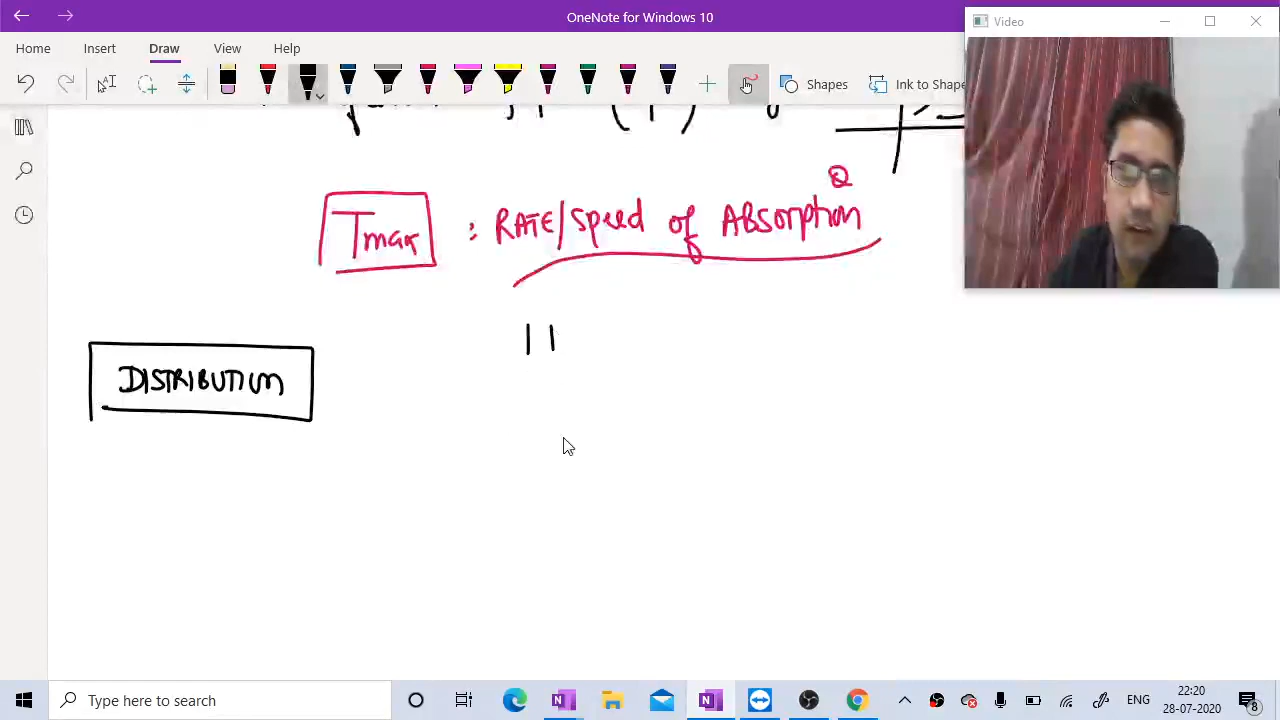 OneNote for Windows 10
Video
Home Insert Draw View Help
Shapes Ink to Shape
Tmax : RATE/Speed of Absorption
Q
DISTRIBUTION
Type here to search
ENG
22:20
28-07-2020
8